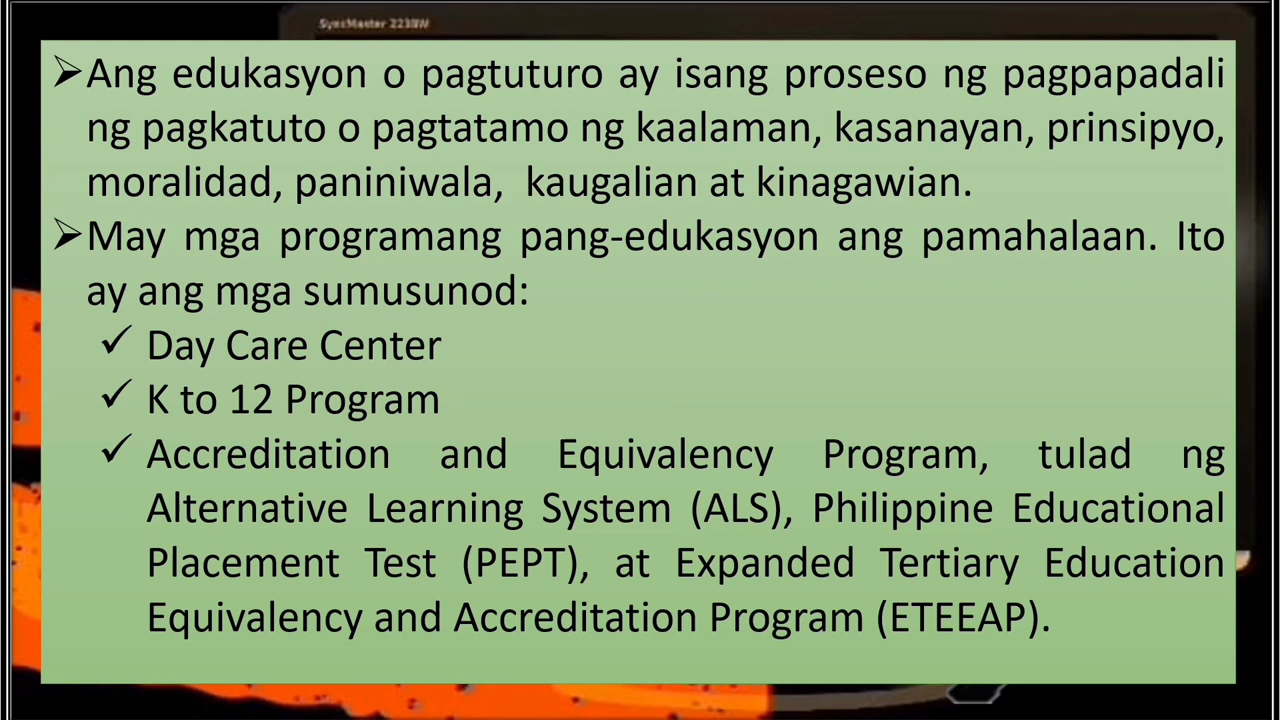 SyncMaster 2238W
➢Ang edukasyon o pagtuturo ay isang proseso ng pagpapadali
ng pagkatuto o pagtatamo ng kaalaman, kasanayan, prinsipyo,
moralidad, paniniwala, kaugalian at kinagawian.
➢May mga programang pang-edukasyon ang pamahalaan. Ito
ay ang mga sumusunod:
✓ Day Care Center
✓ K to 12 Program
✓ Accreditation and Equivalency Program, tulad ng
Alternative Learning System (ALS), Philippine Educational
Placement Test (PEPT), at Expanded Tertiary Education
Equivalency and Accreditation Program (ETEEAP).